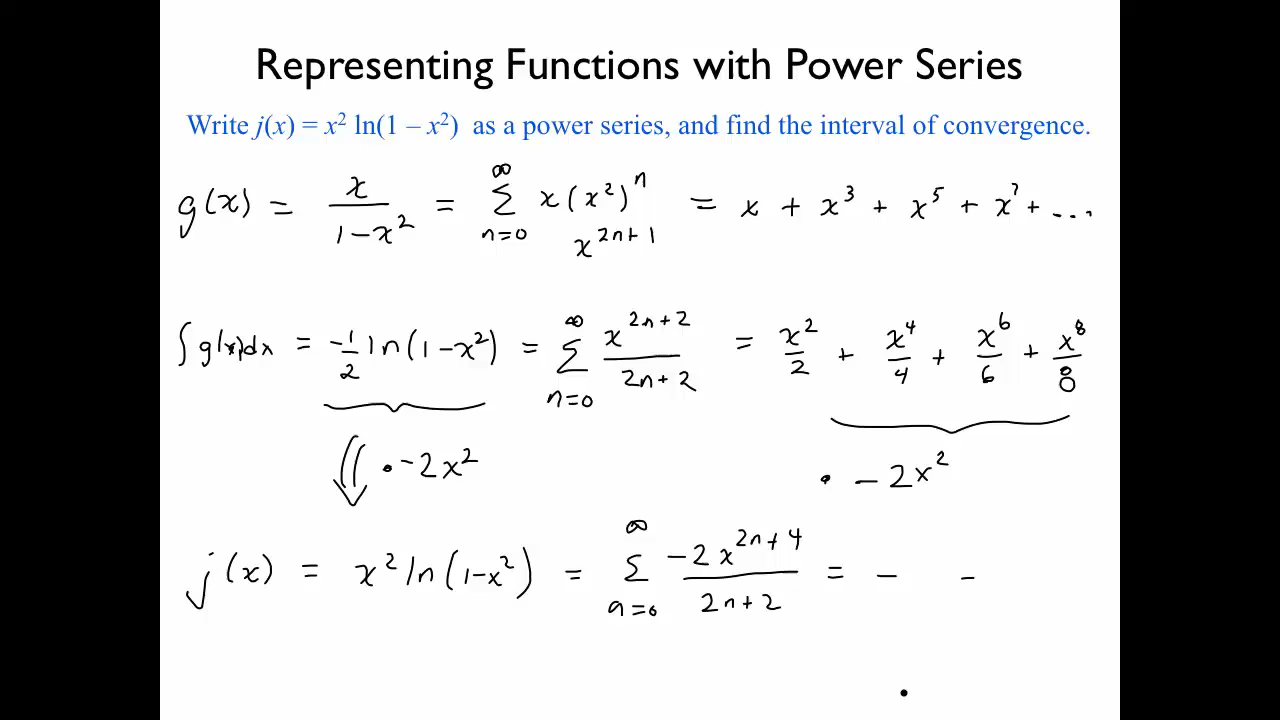 Representing Functions with Power Series
Write j(x) = x² ln(1 – x²) as a power series, and find the interval of convergence.
g(x) = x/(1-x²) = ∞ Σ n=0 x(x²)ⁿ = x + x³ + x⁵ + x⁷ + ...
x^(2n+1)
∫g(x)dx = -1/2 ln(1-x²) = ∞ Σ n=0 x^(2n+2)/(2n+2) = x²/2 + x⁴/4 + x⁶/6 + x⁸/8
· -2x² · -2x²
j(x) = x² ln(1-x²) = ∞ Σ n=0 -2x^(2n+4)/(2n+2) = - -